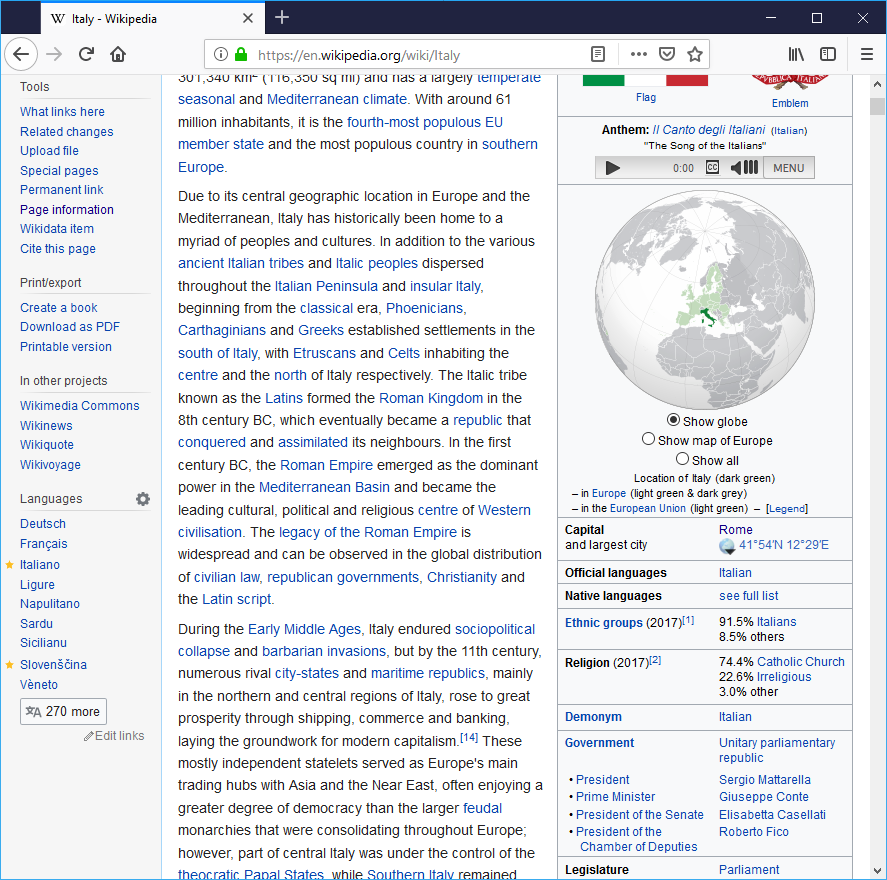 Italy - Wikipedia
https://en.wikipedia.org/wiki/Italy
Tools
What links here
Related changes
Upload file
Special pages
Permanent link
Page information
Wikidata item
Cite this page
Print/export
Create a book
Download as PDF
Printable version
In other projects
Wikimedia Commons
Wikinews
Wikiquote
Wikivoyage
Languages
Deutsch
Français
Italiano
Ligure
Napulitano
Sardu
Sicilianu
Slovenščina
Vèneto
270 more
Edit links
301,340 km² (116,350 sq mi) and has a largely temperate
seasonal and Mediterranean climate. With around 61
million inhabitants, it is the fourth-most populous EU
member state and the most populous country in southern
Europe.
Due to its central geographic location in Europe and the
Mediterranean, Italy has historically been home to a
myriad of peoples and cultures. In addition to the various
ancient Italian tribes and Italic peoples dispersed
throughout the Italian Peninsula and insular Italy,
beginning from the classical era, Phoenicians,
Carthaginians and Greeks established settlements in the
south of Italy, with Etruscans and Celts inhabiting the
centre and the north of Italy respectively. The Italic tribe
known as the Latins formed the Roman Kingdom in the
8th century BC, which eventually became a republic that
conquered and assimilated its neighbours. In the first
century BC, the Roman Empire emerged as the dominant
power in the Mediterranean Basin and became the
leading cultural, political and religious centre of Western
civilisation. The legacy of the Roman Empire is
widespread and can be observed in the global distribution
of civilian law, republican governments, Christianity and
the Latin script.
During the Early Middle Ages, Italy endured sociopolitical
collapse and barbarian invasions, but by the 11th century,
numerous rival city-states and maritime republics, mainly
in the northern and central regions of Italy, rose to great
prosperity through shipping, commerce and banking,
laying the groundwork for modern capitalism.[14] These
mostly independent statelets served as Europe's main
trading hubs with Asia and the Near East, often enjoying a
greater degree of democracy than the larger feudal
monarchies that were consolidating throughout Europe;
however, part of central Italy was under the control of the
theocratic Papal States, while Southern Italy remained
Flag
Emblem
Anthem: Il Canto degli Italiani (Italian)
"The Song of the Italians"
0:00 CC MENU
Show globe
Show map of Europe
Show all
Location of Italy (dark green)
– in Europe (light green & dark grey)
– in the European Union (light green) – [Legend]
Capital Rome
and largest city 41°54′N 12°29′E
Official languages Italian
Native languages see full list
Ethnic groups (2017)[1] 91.5% Italians
8.5% others
Religion (2017)[2] 74.4% Catholic Church
22.6% Irreligious
3.0% other
Demonym Italian
Government Unitary parliamentary
republic
• President Sergio Mattarella
• Prime Minister Giuseppe Conte
• President of the Senate Elisabetta Casellati
• President of the Roberto Fico
Chamber of Deputies
Legislature Parliament